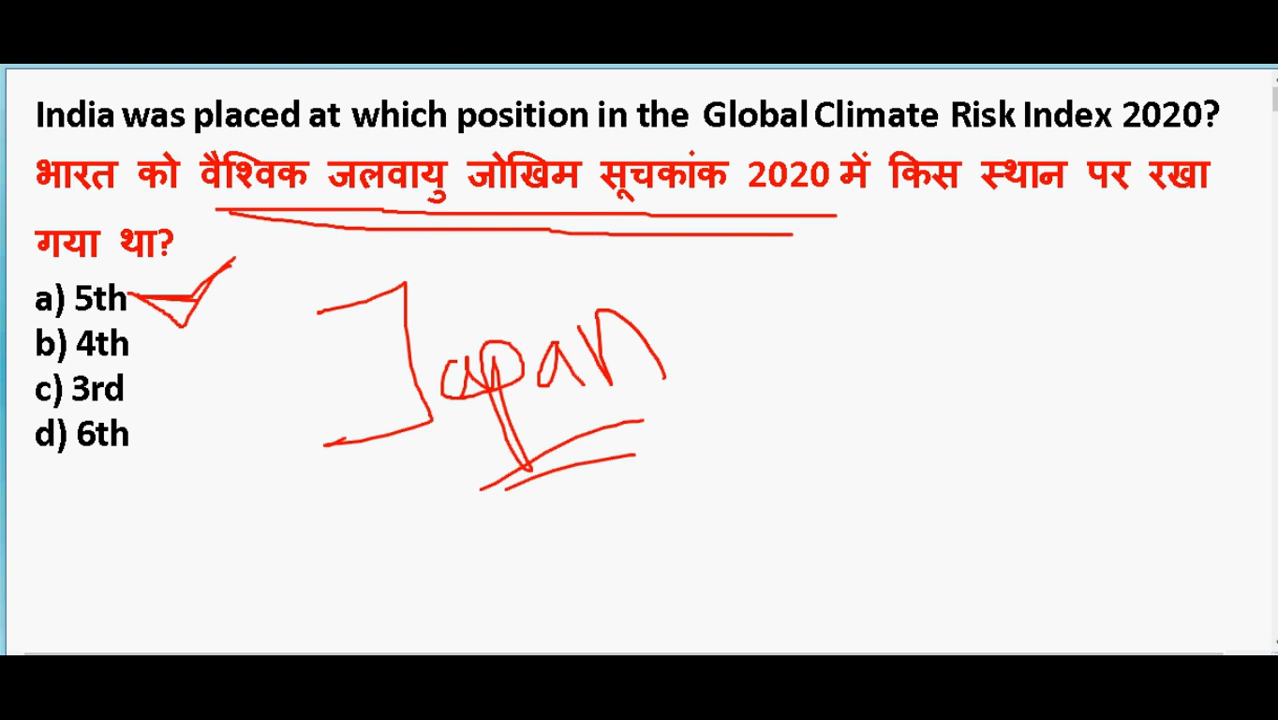 India was placed at which position in the Global Climate Risk Index 2020?
भारत को वैश्विक जलवायु जोखिम सूचकांक 2020 में किस स्थान पर रखा
गया था?
a) 5th
b) 4th
c) 3rd
d) 6th
Japan